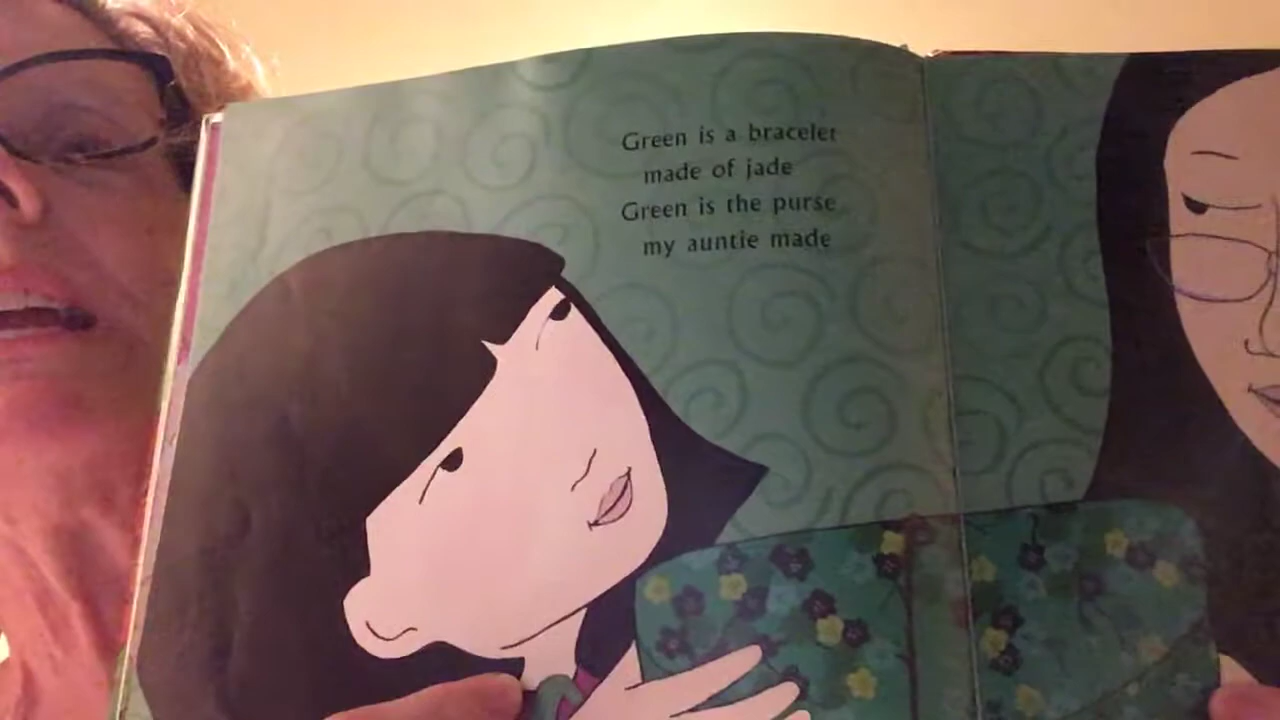 Green is a bracelet
made of jade
Green is the purse
my auntie made